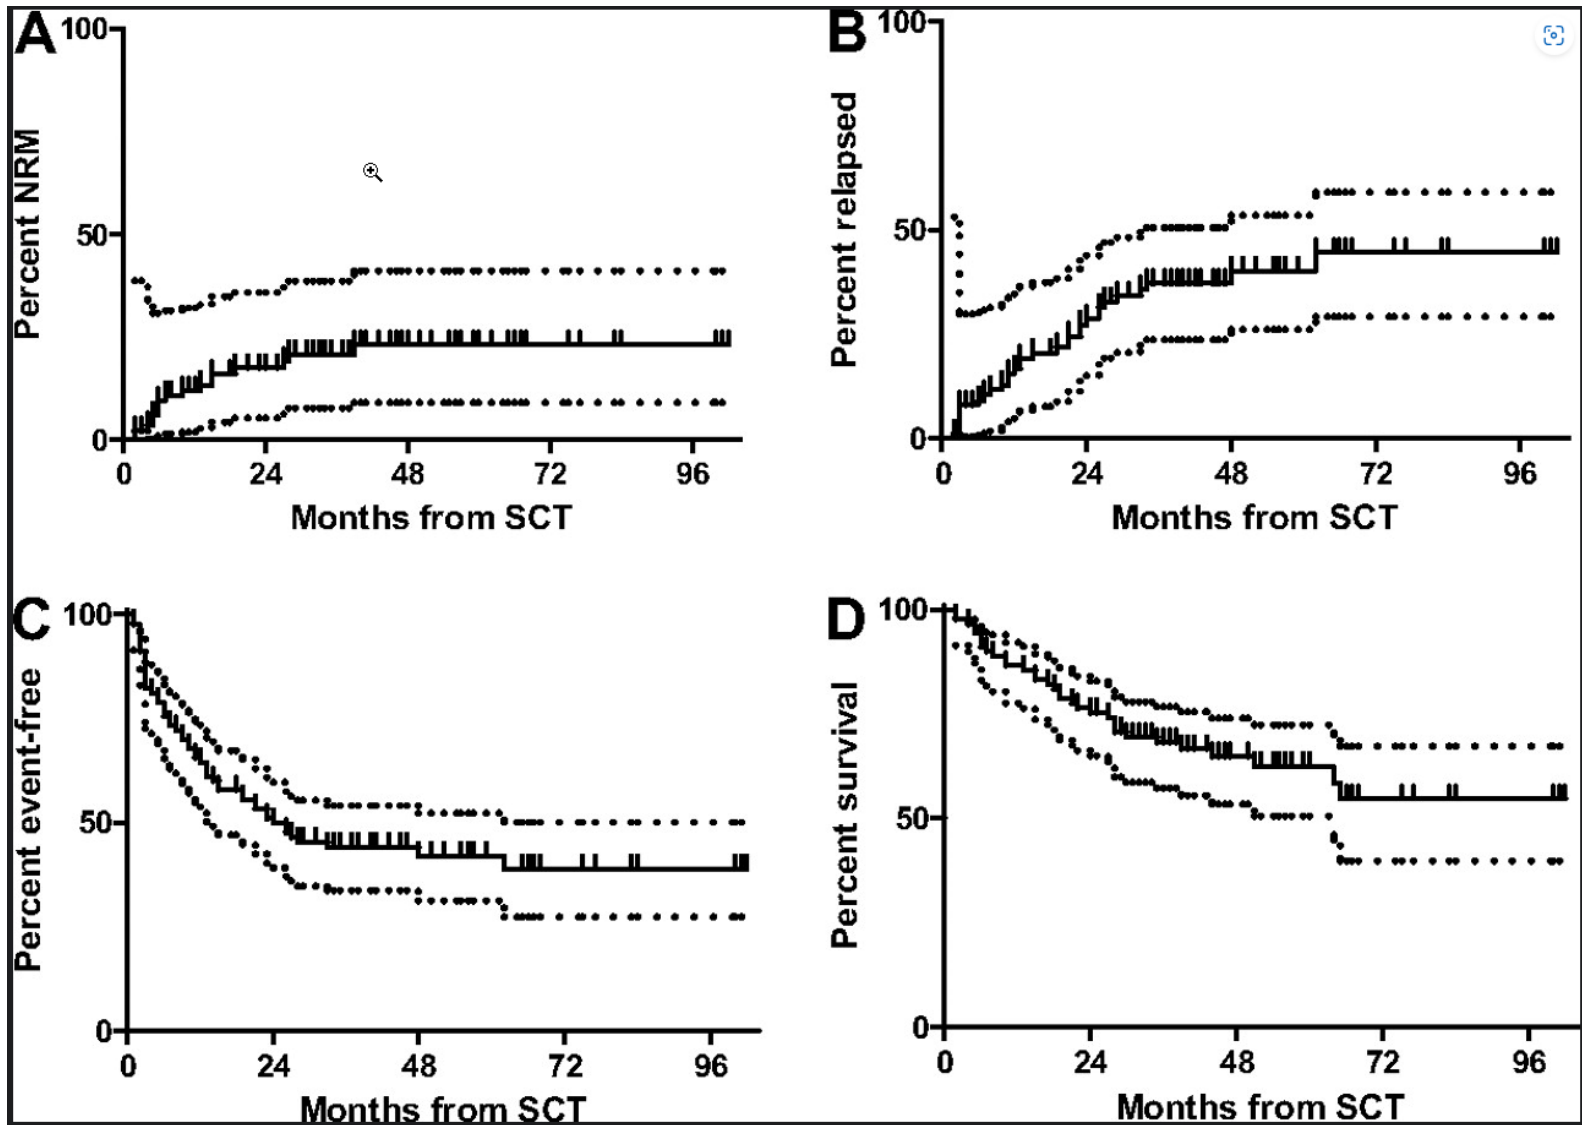 A
100
50
0
Percent NRM
0 24 48 72 96
Months from SCT
B
100
50
0
Percent relapsed
0 24 48 72 96
Months from SCT
C
100
50
0
Percent event-free
0 24 48 72 96
Months from SCT
D
100
50
0
Percent survival
0 24 48 72 96
Months from SCT